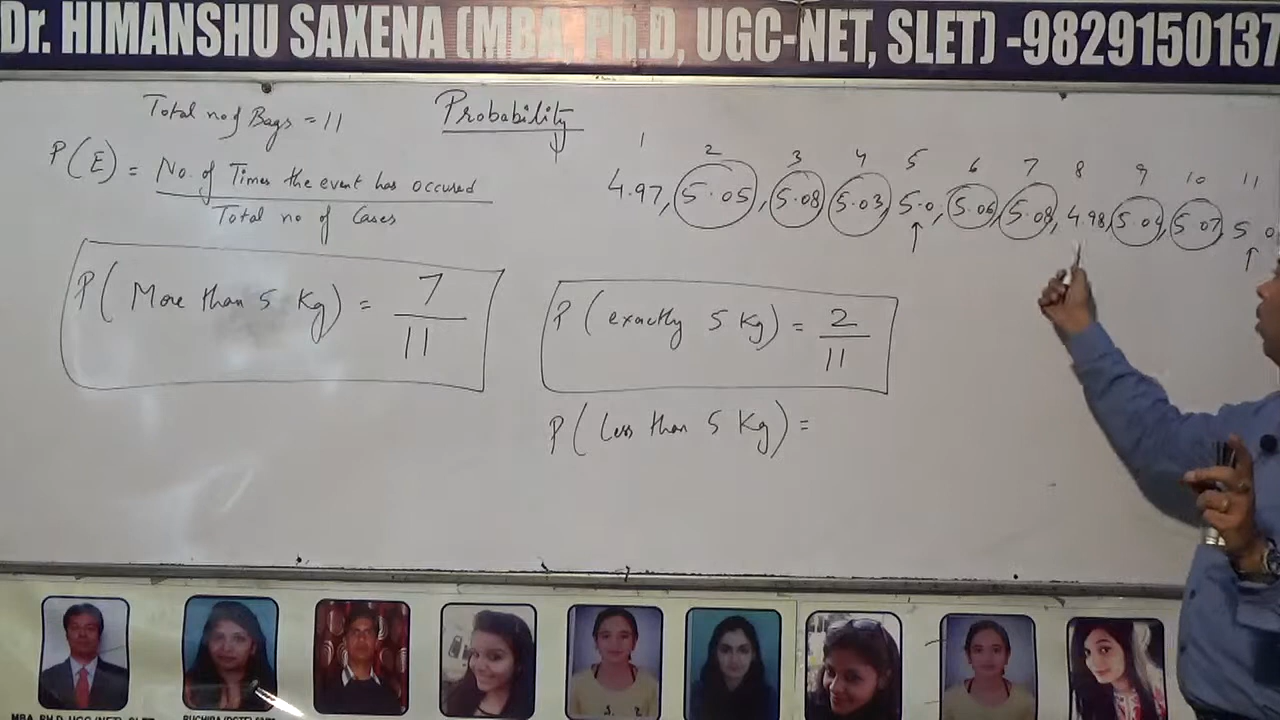 Dr. HIMANSHU SAXENA (MBA, Ph.D, UGC-NET, SLET) -9829150137
Total no of Bags = 11
Probability
P(E) = No. of Times the event has occured
Total no of Cases
1 2 3 4 5 6 7 8 9 10 11
4.97, 5.05, 5.08, 5.03, 5.0, 5.06, 5.08, 4.98, 5.04, 5.07, 5.0
P( More than 5 Kg) = 7
11
P( exactly 5 Kg) = 2
11
P( Less than 5 Kg) =